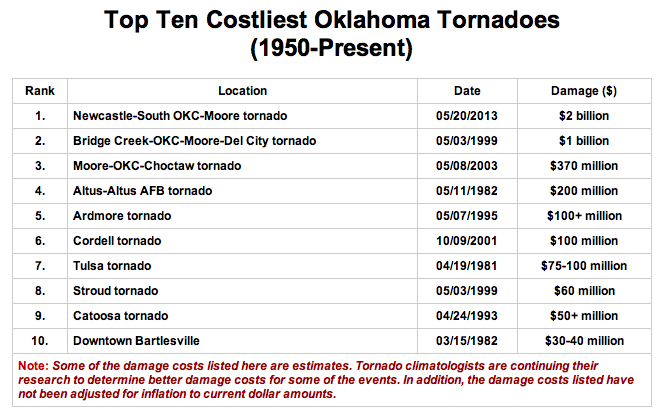 Top Ten Costliest Oklahoma Tornadoes
(1950-Present)
Rank Location Date Damage ($)
1. Newcastle-South OKC-Moore tornado 05/20/2013 $2 billion
2. Bridge Creek-OKC-Moore-Del City tornado 05/03/1999 $1 billion
3. Moore-OKC-Choctaw tornado 05/08/2003 $370 million
4. Altus-Altus AFB tornado 05/11/1982 $200 million
5. Ardmore tornado 05/07/1995 $100+ million
6. Cordell tornado 10/09/2001 $100 million
7. Tulsa tornado 04/19/1981 $75-100 million
8. Stroud tornado 05/03/1999 $60 million
9. Catoosa tornado 04/24/1993 $50+ million
10. Downtown Bartlesville 03/15/1982 $30-40 million
Note: Some of the damage costs listed here are estimates. Tornado climatologists are continuing their
research to determine better damage costs for some of the events. In addition, the damage costs listed have
not been adjusted for inflation to current dollar amounts.